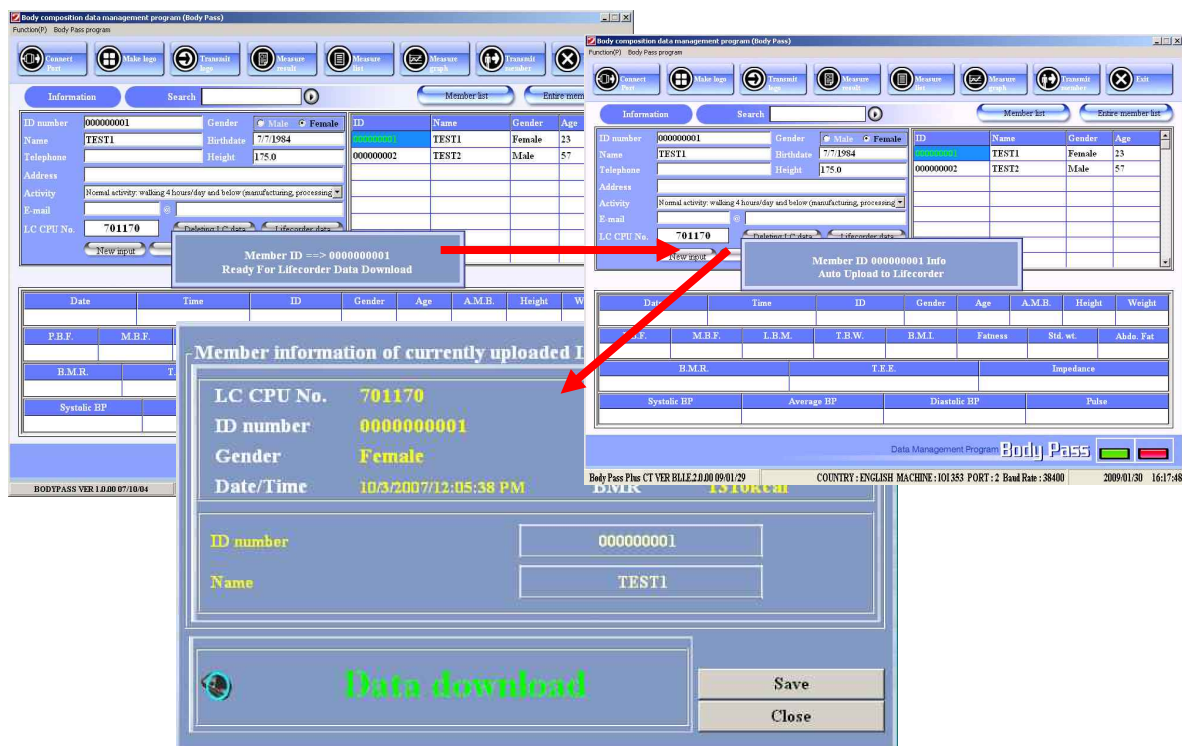 Body composition data management program (Body Pass)
Function(P) Body Pass program
Connect Port
Make logo
Transmit logo
Measure result
Measure list
Measure graph
Transmit member
Information
Search
Member list
Entire mem
ID number 000000001 Gender Male Female
Name TEST1 Birthdate 7/7/1984
Telephone Height 175.0
Address
Activity Normal activity: walking 4 hours/day and below (manufacturing, processing
E-mail @
LC CPU No. 701170 Deleting LC data Lifecorder data
New input
ID Name Gender Age
000000001 TEST1 Female 23
000000002 TEST2 Male 57
Member ID ==> 0000000001
Ready For Lifecorder Data Download
Date Time ID Gender Age A.M.B. Height W
P.B.F. M.B.F.
B.M.R. T.
Systolic BP
BODYPASS VER 1.0.00 07/10/04
Body composition data management program (Body Pass)
Function(P) Body Pass program
Connect Port
Make logo
Transmit logo
Measure result
Measure list
Measure graph
Transmit member
Exit
Information
Search
Member list
Entire member list
ID number 000000001 Gender Male Female
Name TEST1 Birthdate 7/7/1984
Telephone Height 175.0
Address
Activity Normal activity: walking 4 hours/day and below (manufacturing, processing
E-mail @
LC CPU No. 701170 Deleting LC data Lifecorder data
New input
ID Name Gender Age
000000001 TEST1 Female 23
000000002 TEST2 Male 57
Member ID 000000001 Info
Auto Uplond to Lifecorder
Date Time ID Gender Age A.M.B. Height Weight
M.B.F. L.B.M. T.B.W. B.M.I. Fatness Std. wt. Abdo. Fat
B.M.R. T.E.E. Impedance
Systolic BP Average BP Diastolic BP Pulse
Data Management Program Body Pass
Body Pass Plus CT VER BLI.E.2.0.00 09/01/29 COUNTRY : ENGLISH MACHINE : IOI 353 PORT : 2 Baud Rate : 38400 2009/01/30 16:17:48
Member information of currently uploaded
LC CPU No. 701170
ID number 0000000001
Gender Female
Date/Time 10/3/2007/12:05:38 PM BMR 1310kcal
ID number 000000001
Name TEST1
Data download
Save
Close